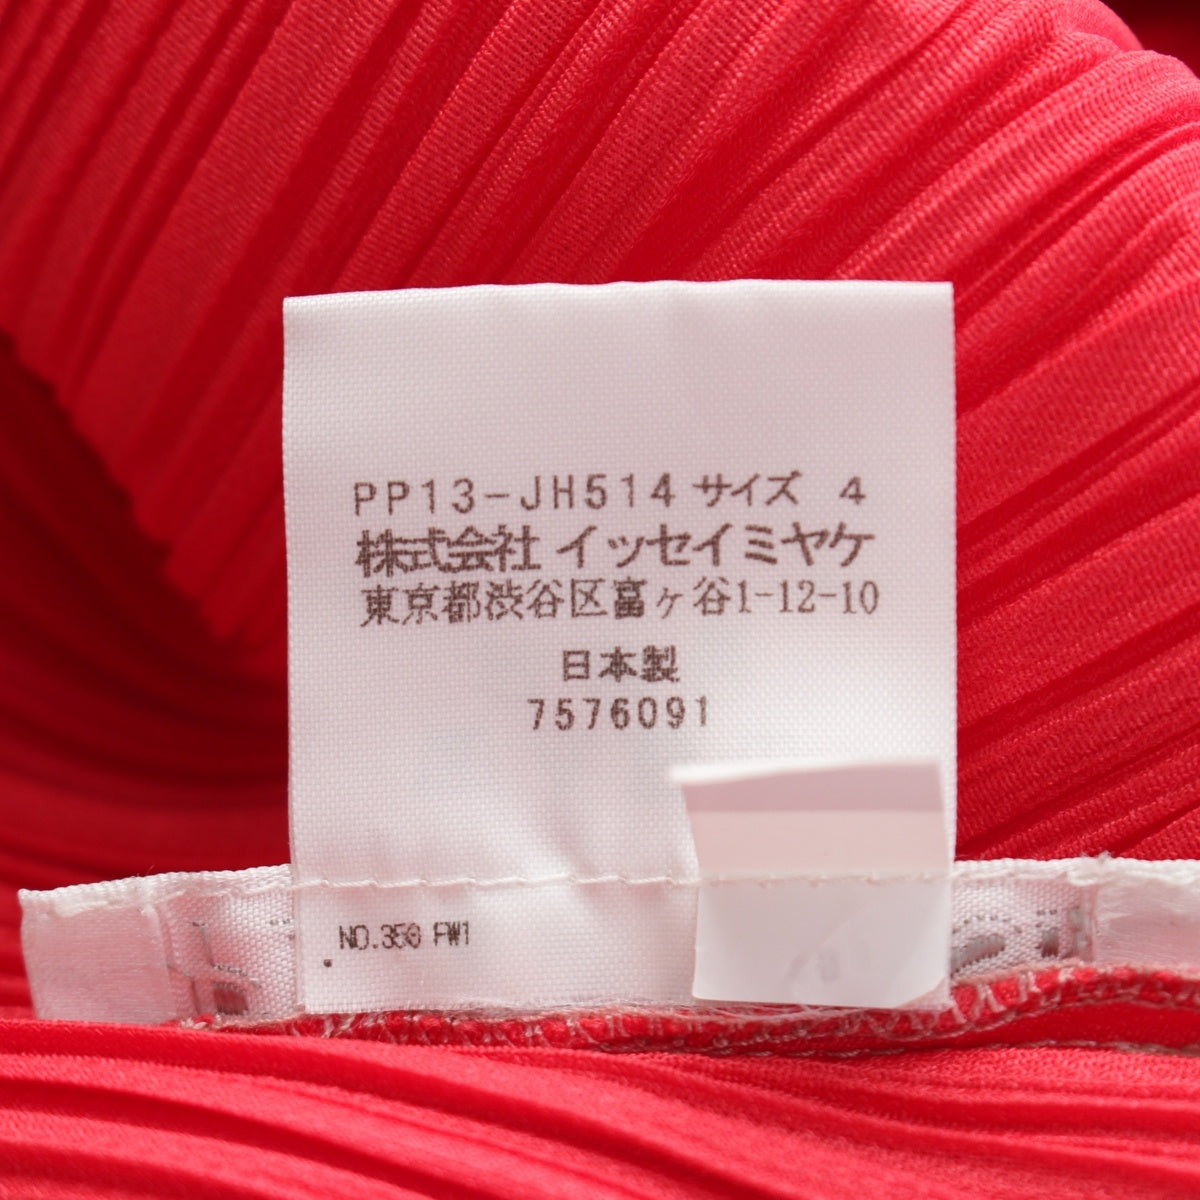 PP13-JH514 サイズ 4
株式会社 イッセイミヤケ
東京都渋谷区富ヶ谷1-12-10
日本製
7576091
NO.350 FW1